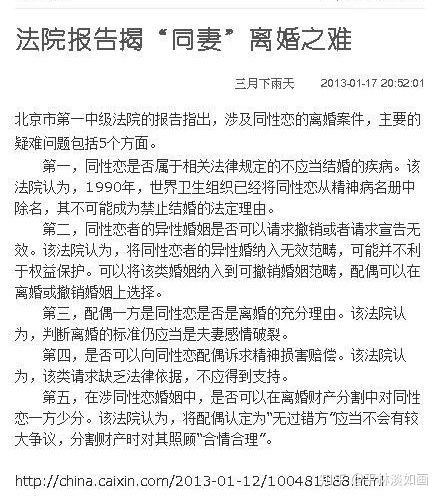 法院报告揭“同妻”离婚之难
三月下雨天 2013-01-17 20:52:01
北京市第一中级法院的报告指出，涉及同性恋的离婚案件，主要的
疑难问题包括5个方面。
第一，同性恋是否属于相关法律规定的不应当结婚的疾病。该
法院认为，1990年，世界卫生组织已经将同性恋从精神病名册中
除名，其不可能成为禁止结婚的法定理由。
第二，同性恋者的异性婚姻是否可以请求撤销或者请求宣告无
效。该法院认为，将同性恋者的异性婚姻纳入无效范畴，可能并不利
于权益保护。可以将该类婚姻纳入到可撤销婚姻范畴，配偶可以在
离婚或撤销婚姻上选择。
第三，配偶一方是同性恋是否是离婚的充分理由。该法院认
为，判断离婚的标准仍应当是夫妻感情破裂。
第四，是否可以向同性恋配偶诉求精神损害赔偿。该法院认
为，该类请求缺乏法律依据，不应得到支持。
第五，在涉同性恋婚姻中，是否可以在离婚财产分割中对同性
恋一方少分。该法院认为，将配偶认定为“无过错方”应当不会有较
大争议，分割财产时对其照顾“合情合理”。
http://china.caixin.com/2013-01-12/100481988.html